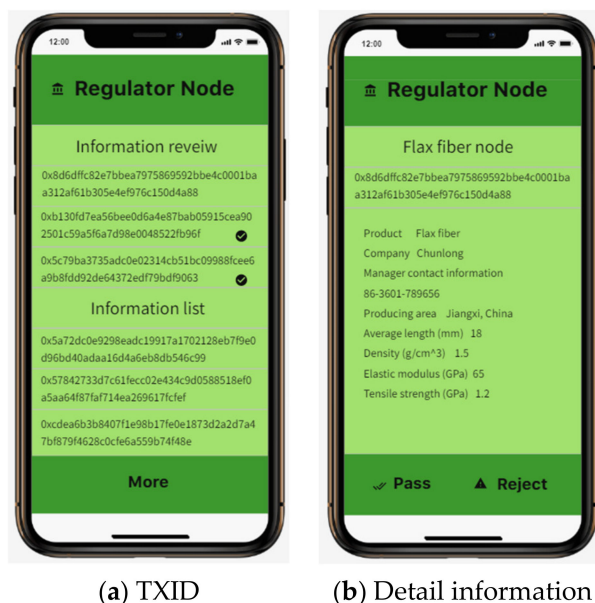 12:00
Regulator Node
Information reveiw
0x8d6dffc82e7bbea7975869592bbe4c0001ba
a312af61b305e4ef976c150d4a88
0xb130fd7ea56bee0d6a4e87bab05915cea90
2501c59a5f6a7d98e0048522fb96f
0x5c79ba3735adc0e02314cb51bc09988fcee6
a9b8fdd92de64372edf79bdf9063
Information list
0x5a72dc0e9298eadc19917a1702128eb7f9e0
d96bd40adaa16d4a6eb8db546c99
0x57842733d7c61fecc02e434c9d0588518ef0
a5aa64f87faf714ea269617fcfef
0xcdea6b3b8407f1e98b17fe0e1873d2a2d7a4
7bf879f4628c0cfe6a559b74f48e
More
(a) TXID
12:00
Regulator Node
Flax fiber node
0x8d6dffc82e7bbea7975869592bbe4c0001ba
a312af61b305e4ef976c150d4a88
Product Flax fiber
Company Chunlong
Manager contact information
86-3601-789656
Producing area Jiangxi, China
Average length (mm) 18
Density (g/cm^3) 1.5
Elastic modulus (GPa) 65
Tensile strength (GPa) 1.2
Pass Reject
(b) Detail information